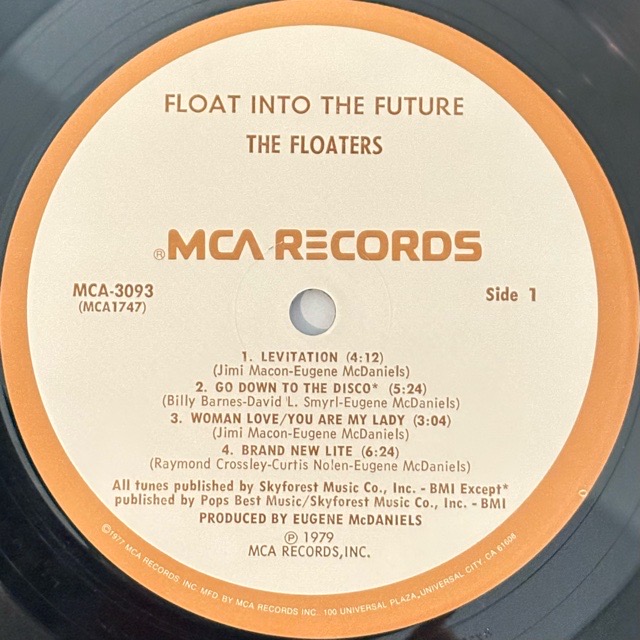 FLOAT INTO THE FUTURE
THE FLOATERS
®MCA RECORDS
MCA-3093
(MCA1747)
Side 1
1. LEVITATION (4:12)
(Jimi Macon-Eugene McDaniels)
2. GO DOWN TO THE DISCO* (5:24)
(Billy Barnes-David L. Smyrl-Eugene McDaniels)
3. WOMAN LOVE/YOU ARE MY LADY (3:04)
(Jimi Macon-Eugene McDaniels)
4. BRAND NEW LITE (6:24)
(Raymond Crossley-Curtis Nolen-Eugene McDaniels)
All tunes published by Skyforest Music Co., Inc. - BMI Except*
published by Pops Best Music/Skyforest Music Co., Inc. - BMI
PRODUCED BY EUGENE McDANIELS
℗ 1979
MCA RECORDS,INC.
©1977 MCA RECORDS, INC. MFD. BY MCA RECORDS INC., 100 UNIVERSAL PLAZA, UNIVERSAL CITY, CA 61608